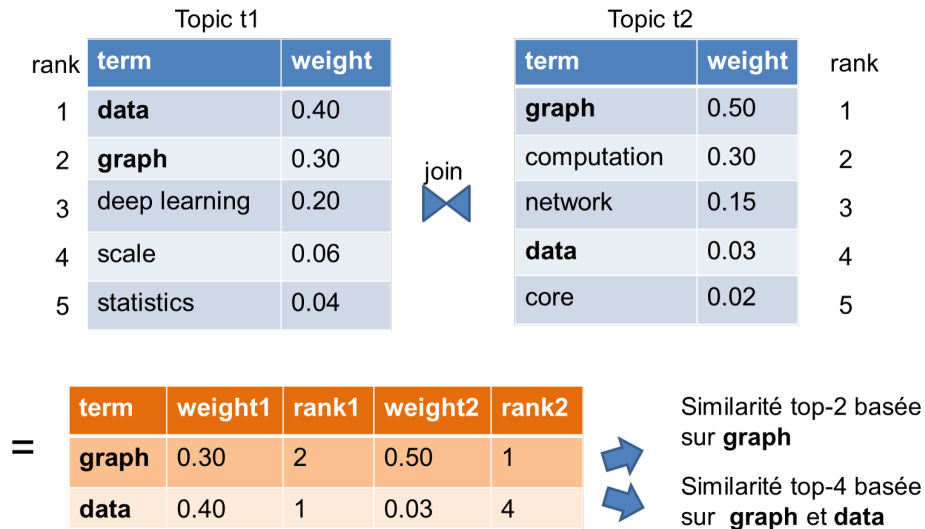 Topic t1 Topic t2
rank term weight term weight rank
1 data 0.40 graph 0.50 1
2 graph 0.30 computation 0.30 2
join
3 deep learning 0.20 network 0.15 3
4 scale 0.06 data 0.03 4
5 statistics 0.04 core 0.02 5
= term weight1 rank1 weight2 rank2
graph 0.30 2 0.50 1
data 0.40 1 0.03 4
Similarité top-2 basée
sur graph
Similarité top-4 basée
sur graph et data